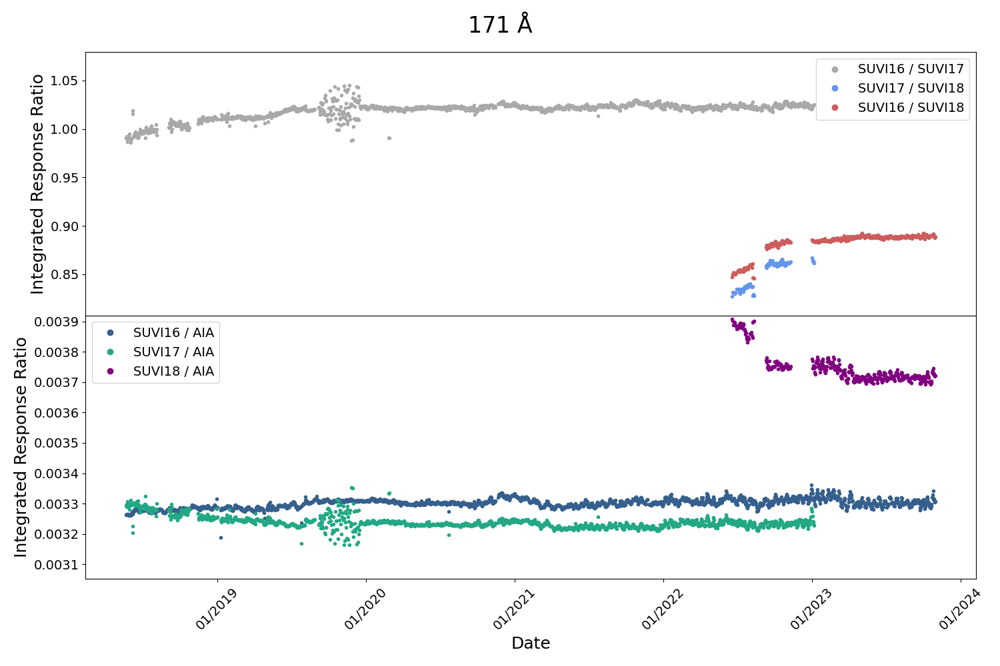 171 Å
Integrated Response Ratio
1.05
1.00
0.95
0.90
0.85
SUVI16 / SUVI17
SUVI17 / SUVI18
SUVI16 / SUVI18
Integrated Response Ratio
0.0039
0.0038
0.0037
0.0036
0.0035
0.0034
0.0033
0.0032
0.0031
SUVI16 / AIA
SUVI17 / AIA
SUVI18 / AIA
01/2019
01/2020
01/2021
01/2022
01/2023
01/2024
Date